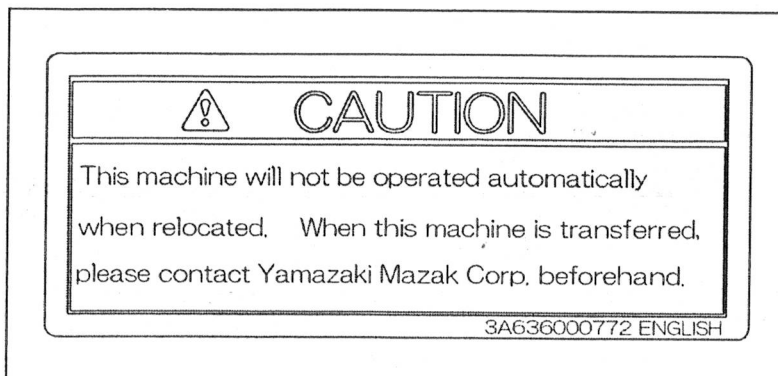 CAUTION
This machine will not be operated automatically
when relocated. When this machine is transferred,
please contact Yamazaki Mazak Corp. beforehand.
3A636000772 ENGLISH